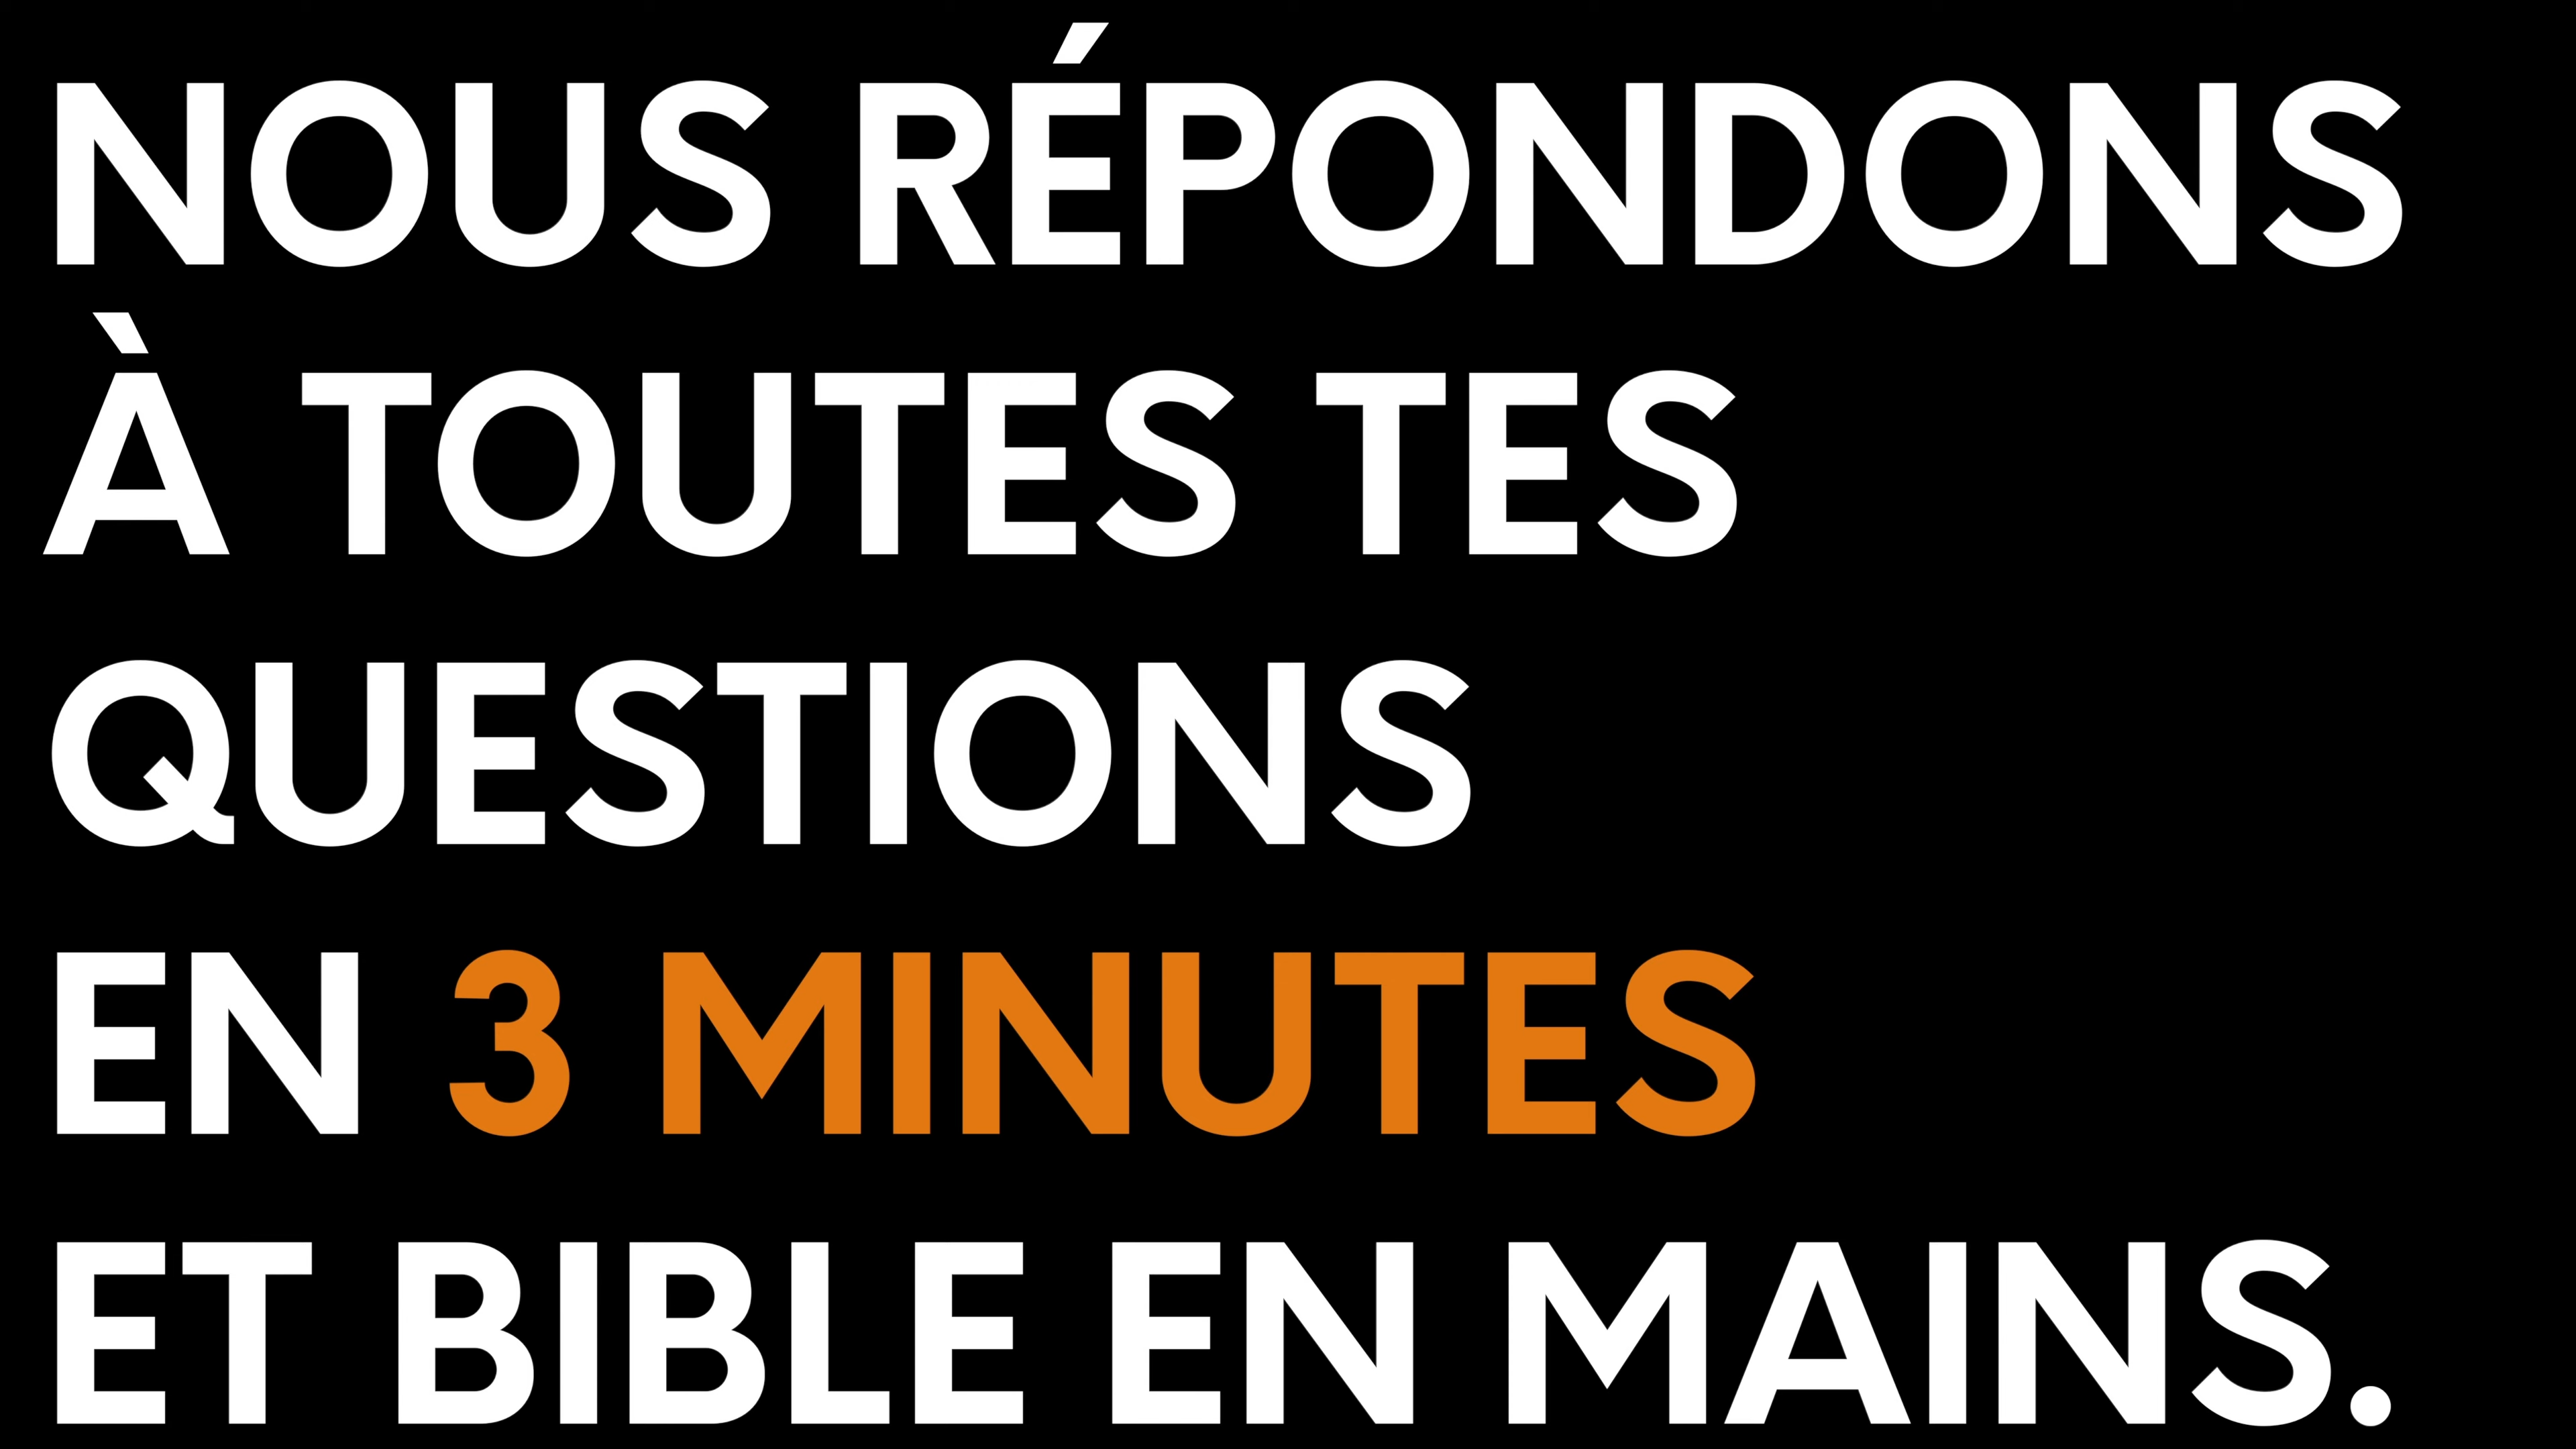 NOUS RÉPONDONS
À TOUTES TES
QUESTIONS
EN 3 MINUTES
ET BIBLE EN MAINS.